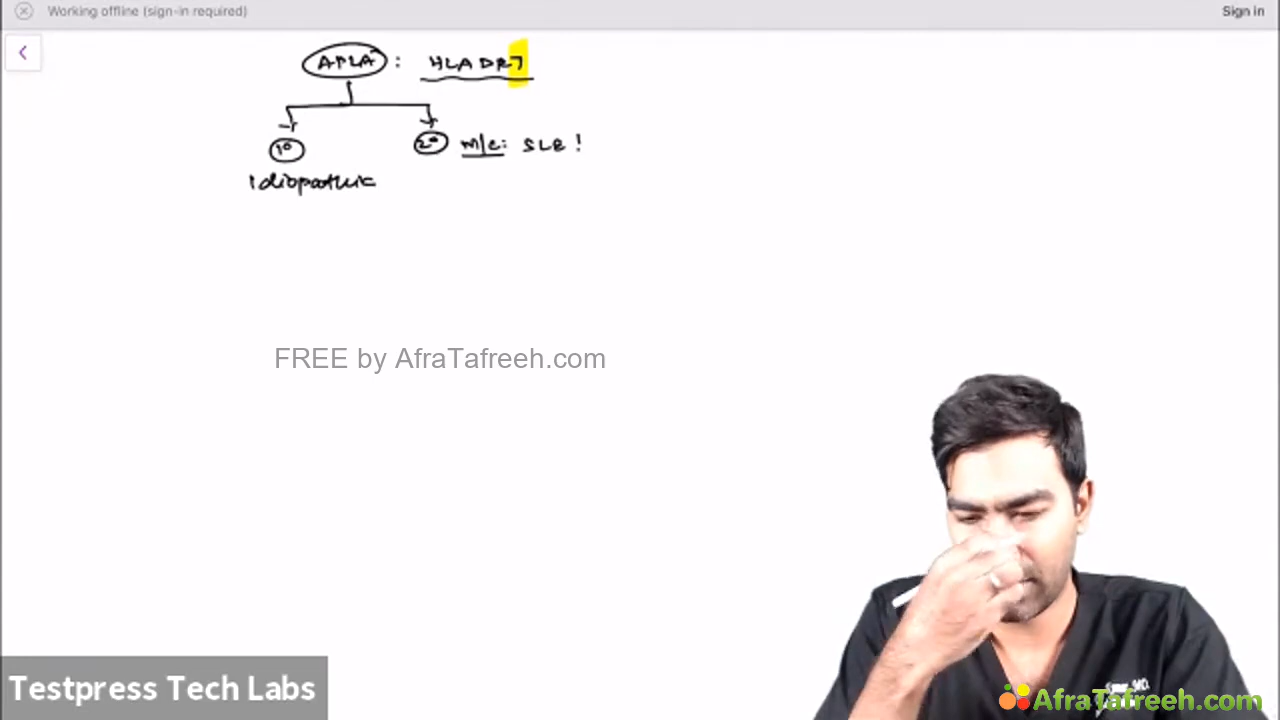 Working offline (sign-in required)
Sign in
APLA : HLA DR7
1° 2° M/C: SLE !
Idiopathic
FREE by AfraTafreeh.com
Testpress Tech Labs
AfraTafreeh.com